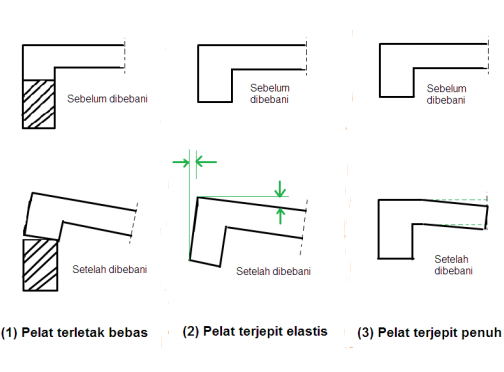 Sebelum dibebani
Sebelum
dibebani
Sebelum
dibebani
Setelah dibebani
Setelah dibebani
Setelah
dibebani
(1) Pelat terletak bebas
(2) Pelat terjepit elastis
(3) Pelat terjepit penuh